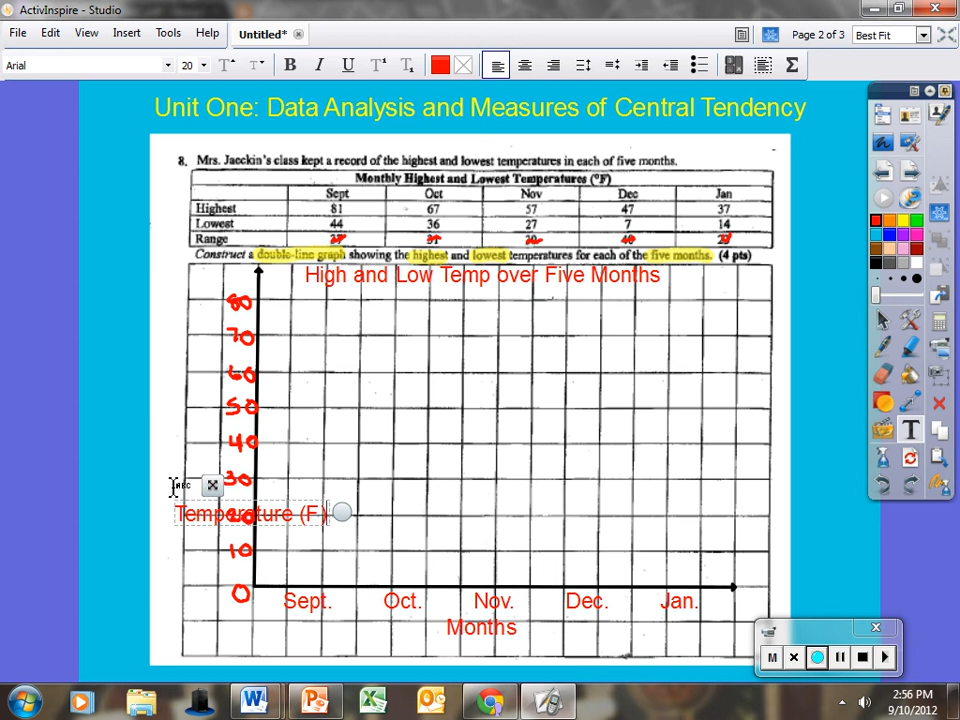 ActivInspire - Studio
File Edit View Insert Tools Help Untitled* Page 2 of 3 Best Fit
Arial 20 B I U
Unit One: Data Analysis and Measures of Central Tendency
8. Mrs. Jacckin's class kept a record of the highest and lowest temperatures in each of five months.
Monthly Highest and Lowest Temperatures (°F)
Sept Oct Nov Dec Jan
Highest 81 67 57 47 37
Lowest 44 36 27 7 14
Range
Construct a double-line graph showing the highest and lowest temperatures for each of the five months. (4 pts)
High and Low Temp over Five Months
80
70
60
50
40
30
ABC
Temperature (F)
20
10
0
Sept. Oct. Nov. Dec. Jan.
Months
M
2:56 PM
9/10/2012